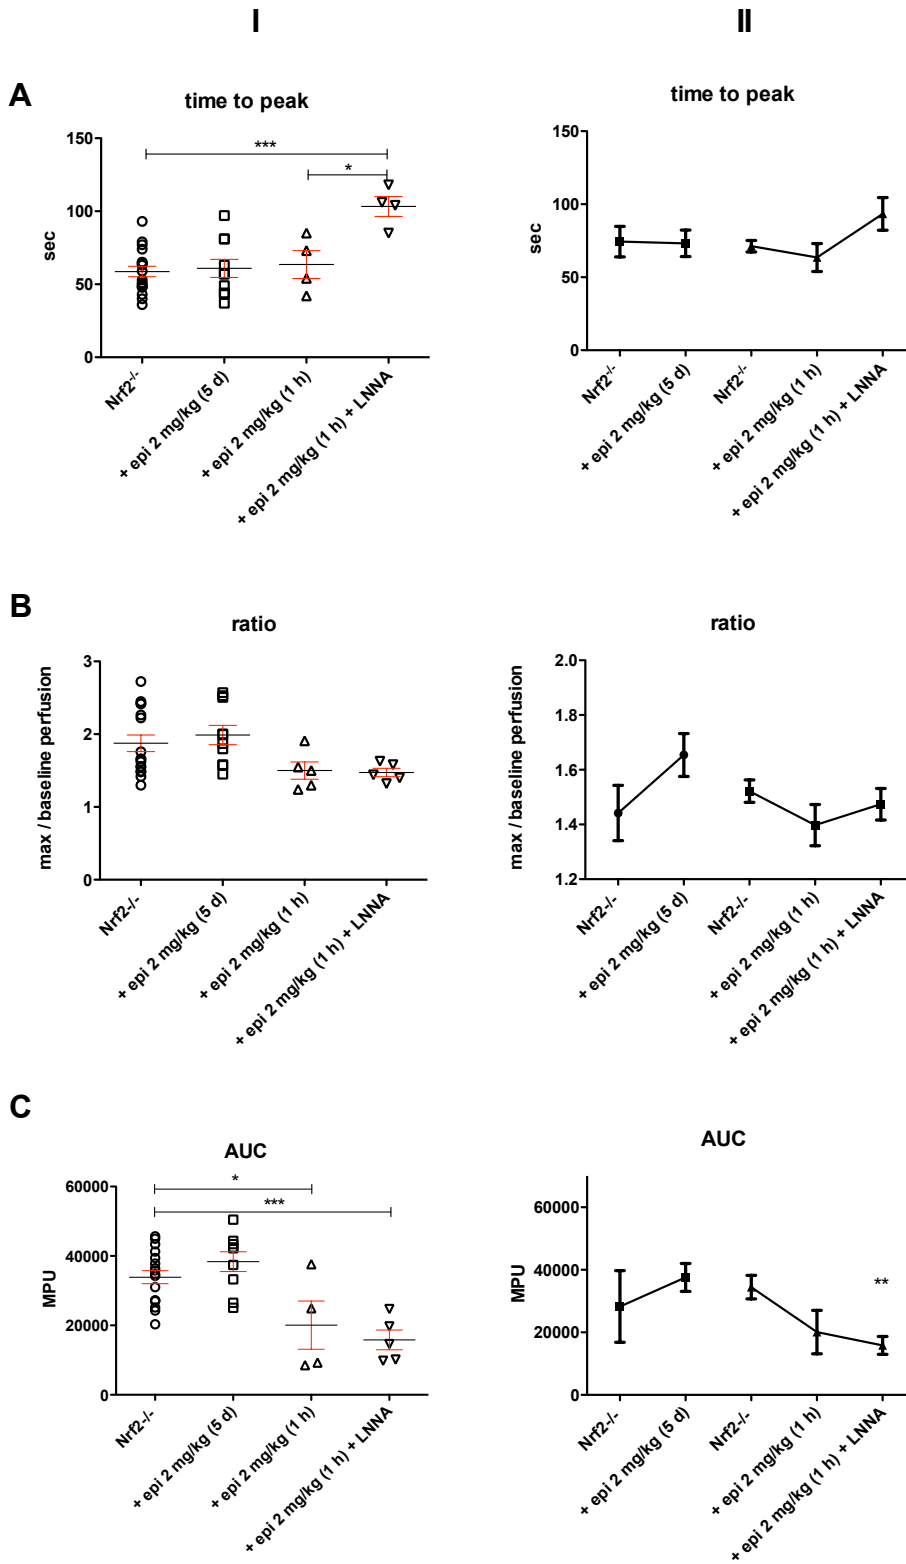 I
II
A
time to peak
sec
150
100
50
0
***
*
Nrf2-/-
+ epi 2 mg/kg (5 d)
+ epi 2 mg/kg (1 h)
+ epi 2 mg/kg (1 h) + LNNA
time to peak
sec
150
100
50
0
Nrf2-/-
+ epi 2 mg/kg (5 d)
Nrf2-/-
+ epi 2 mg/kg (1 h)
+ epi 2 mg/kg (1 h) + LNNA
B
ratio
max / baseline perfusion
3
2
1
0
Nrf2-/-
+ epi 2 mg/kg (5 d)
+ epi 2 mg/kg (1 h)
+ epi 2 mg/kg (1 h) + LNNA
ratio
max / baseline perfusion
2.0
1.8
1.6
1.4
1.2
Nrf2-/-
+ epi 2 mg/kg (5 d)
Nrf2-/-
+ epi 2 mg/kg (1 h)
+ epi 2 mg/kg (1 h) + LNNA
C
AUC
MPU
60000
40000
20000
0
*
***
Nrf2-/-
+ epi 2 mg/kg (5 d)
+ epi 2 mg/kg (1 h)
+ epi 2 mg/kg (1 h) + LNNA
AUC
MPU
60000
40000
20000
0
**
Nrf2-/-
+ epi 2 mg/kg (5 d)
Nrf2-/-
+ epi 2 mg/kg (1 h)
+ epi 2 mg/kg (1 h) + LNNA